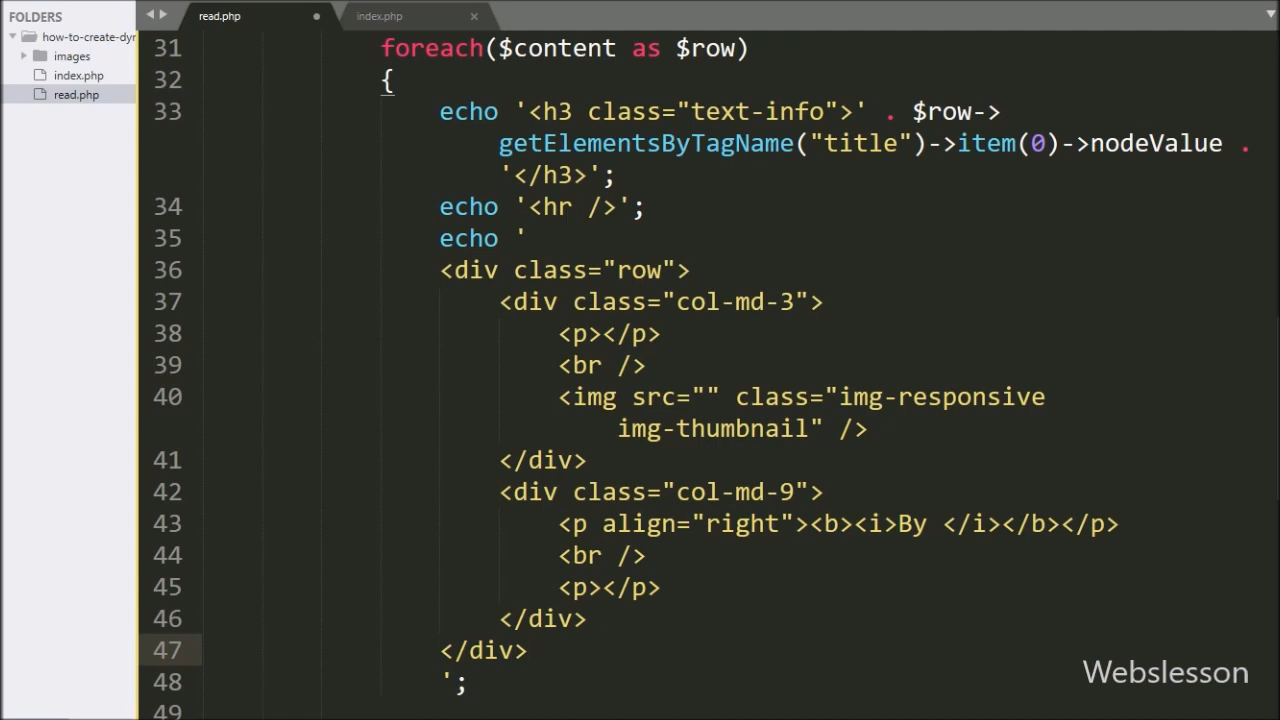 FOLDERS
how-to-create-dyr
images
index.php
read.php
read.php
index.php
31 foreach($content as $row)
32 {
33 echo '<h3 class="text-info">' . $row->
getElementsByTagName("title")->item(0)->nodeValue .
'</h3>';
34 echo '<hr />';
35 echo '
36 <div class="row">
37 <div class="col-md-3">
38 <p></p>
39 <br />
40 <img src="" class="img-responsive
img-thumbnail" />
41 </div>
42 <div class="col-md-9">
43 <p align="right"><b><i>By </i></b></p>
44 <br />
45 <p></p>
46 </div>
47 </div>
48 ';
49
Webslesson